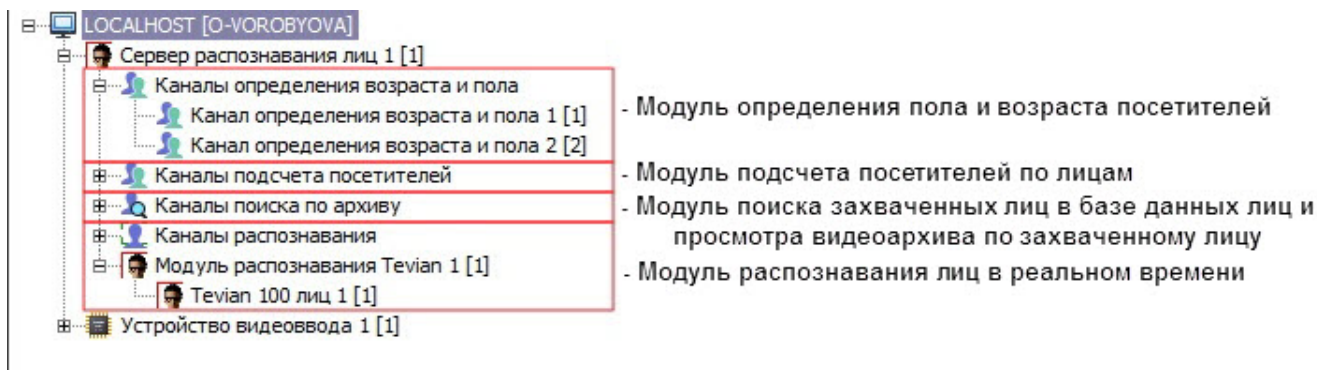 LOCALHOST [O-VOROBYOVA]
Сервер распознавания лиц 1 [1]
Каналы определения возраста и пола
Канал определения возраста и пола 1 [1]
Канал определения возраста и пола 2 [2]
- Модуль определения пола и возраста посетителей
Каналы подсчета посетителей
- Модуль подсчета посетителей по лицам
Каналы поиска по архиву
- Модуль поиска захваченных лиц в базе данных лиц и
просмотра видеоархива по захваченному лицу
Каналы распознавания
Модуль распознавания Tevian 1 [1]
Tevian 100 лиц 1 [1]
- Модуль распознавания лиц в реальном времени
Устройство видеоввода 1 [1]